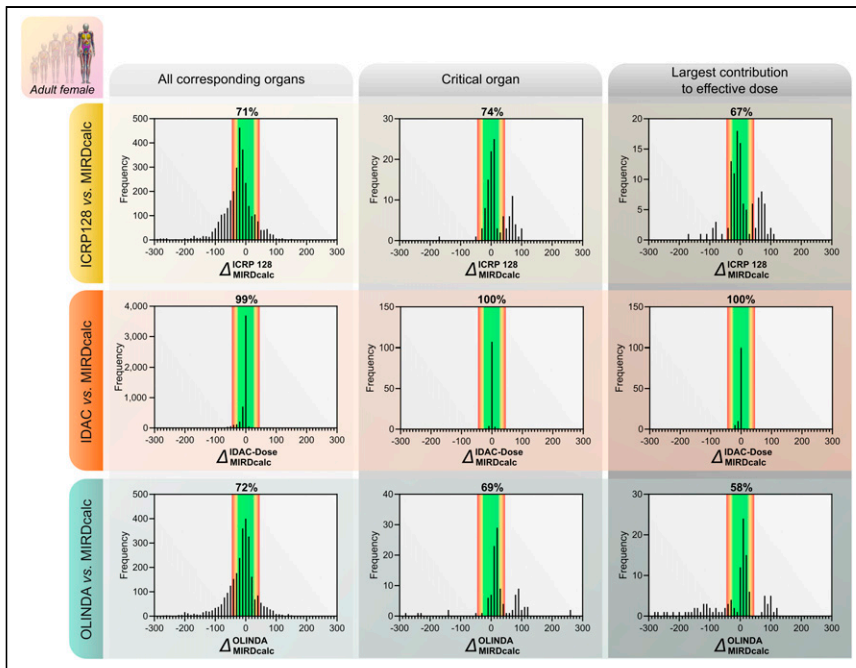 Adult female
All corresponding organs
Critical organ
Largest contribution
to effective dose
ICRP128 vs. MIRDcalc
71%
Frequency
500
400
300
200
100
0
-300 -200 -100 0 100 200 300
Δ ICRP 128
MIRDcalc
74%
Frequency
30
20
10
0
-300 -200 -100 0 100 200 300
Δ ICRP 128
MIRDcalc
67%
Frequency
20
15
10
5
0
-300 -200 -100 0 100 200 300
Δ ICRP 128
MIRDcalc
IDAC vs. MIRDcalc
99%
Frequency
4,000
3,000
2,000
1,000
0
-300 -200 -100 0 100 200 300
Δ IDAC-Dose
MIRDcalc
100%
Frequency
150
100
50
0
-300 -200 -100 0 100 200 300
Δ IDAC-Dose
MIRDcalc
100%
Frequency
150
100
50
0
-300 -200 -100 0 100 200 300
Δ IDAC-Dose
MIRDcalc
OLINDA vs. MIRDcalc
72%
Frequency
500
400
300
200
100
0
-300 -200 -100 0 100 200 300
Δ OLINDA
MIRDcalc
69%
Frequency
40
30
20
10
0
-300 -200 -100 0 100 200 300
Δ OLINDA
MIRDcalc
58%
Frequency
30
20
10
0
-300 -200 -100 0 100 200 300
Δ OLINDA
MIRDcalc